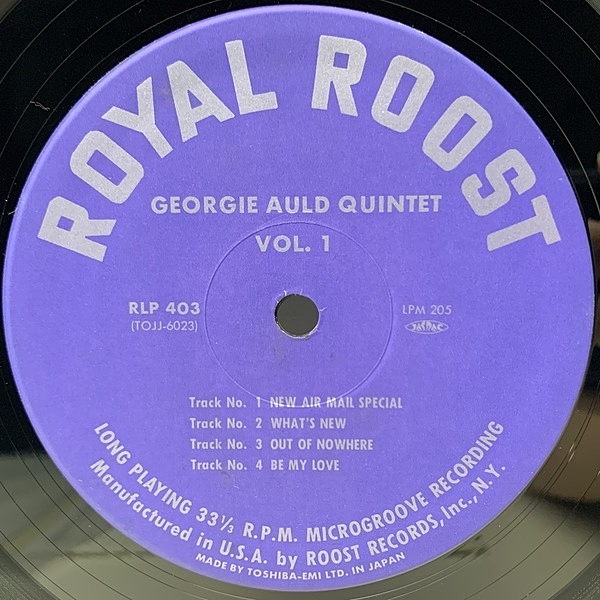 ROYAL ROOST
GEORGIE AULD QUINTET
VOL. 1
RLP 403
(TOJJ-6023)
LPM 205
JASRAC
Track No. 1 NEW AIR MAIL SPECIAL
Track No. 2 WHAT'S NEW
Track No. 3 OUT OF NOWHERE
Track No. 4 BE MY LOVE
LONG PLAYING 33⅓ R.P.M. MICROGROOVE RECORDING
Manufactured in U.S.A. by ROOST RECORDS, Inc., N.Y.
MADE BY TOSHIBA-EMI LTD. IN JAPAN